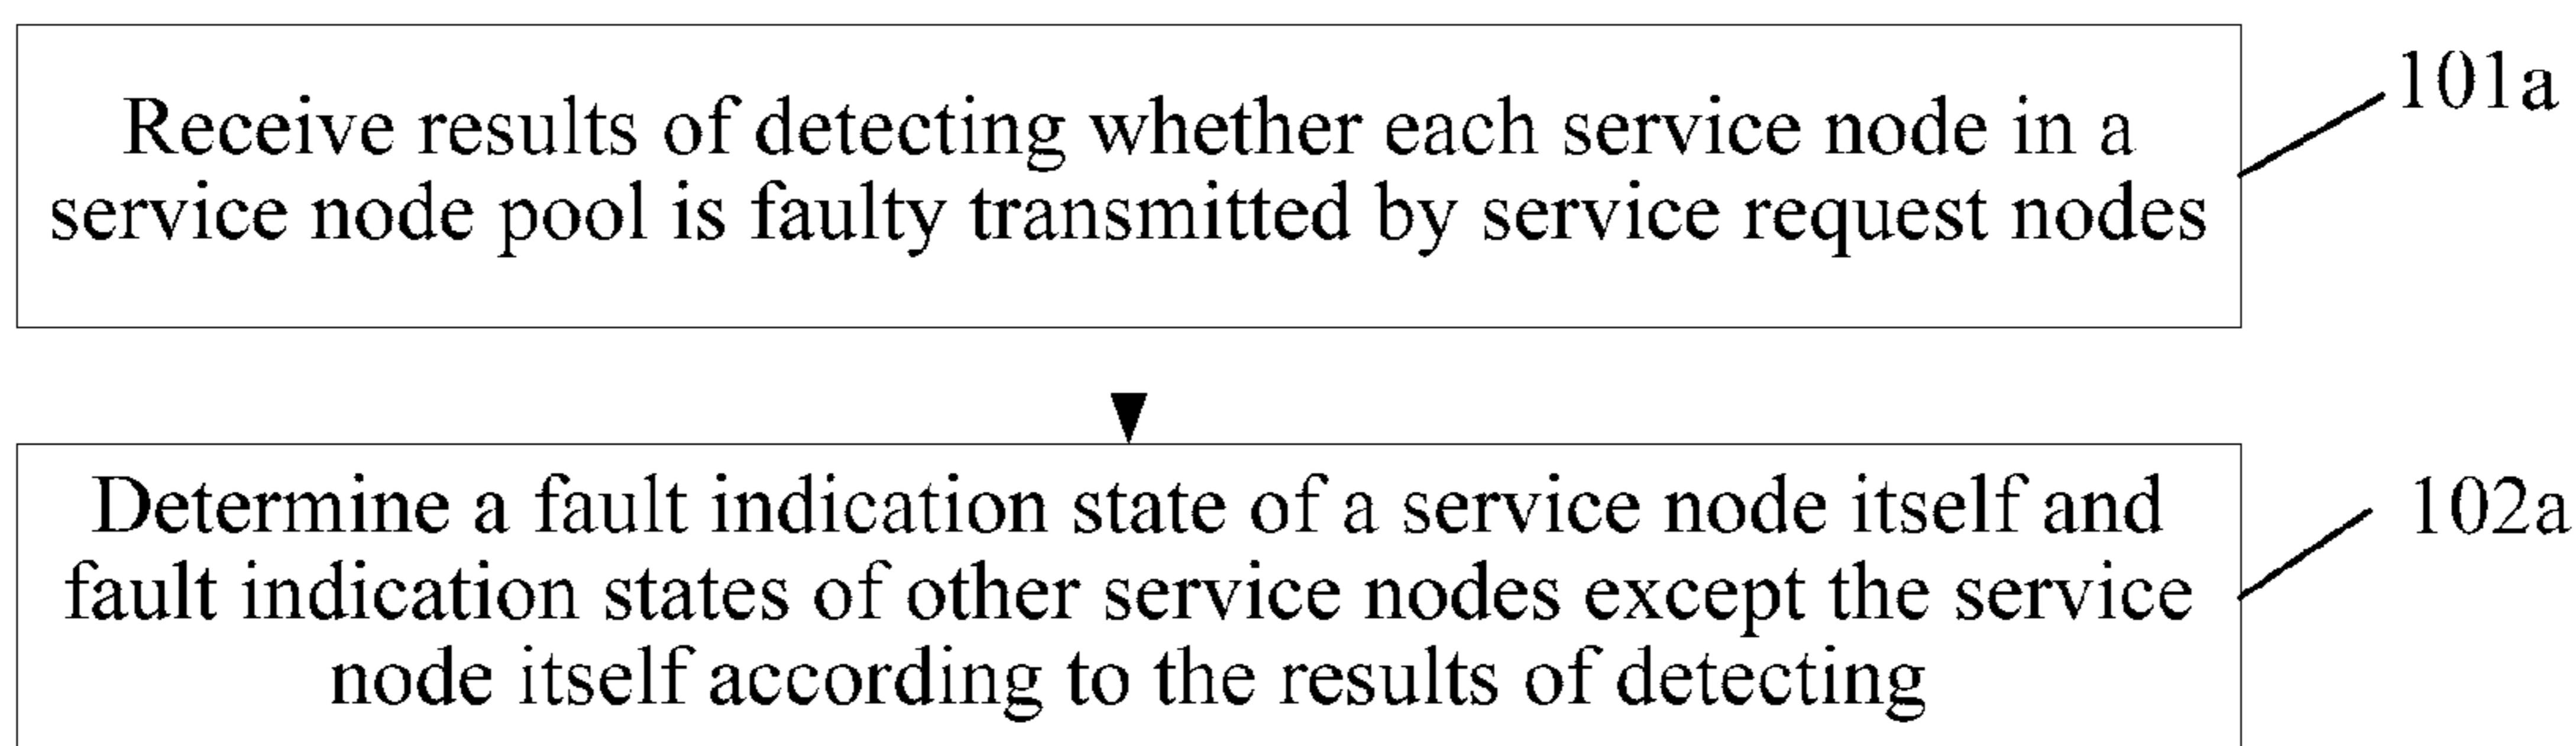 Receive results of detecting whether each service node in a
service node pool is faulty transmitted by service request nodes
101a
Determine a fault indication state of a service node itself and
fault indication states of other service nodes except the service
node itself according to the results of detecting
102a